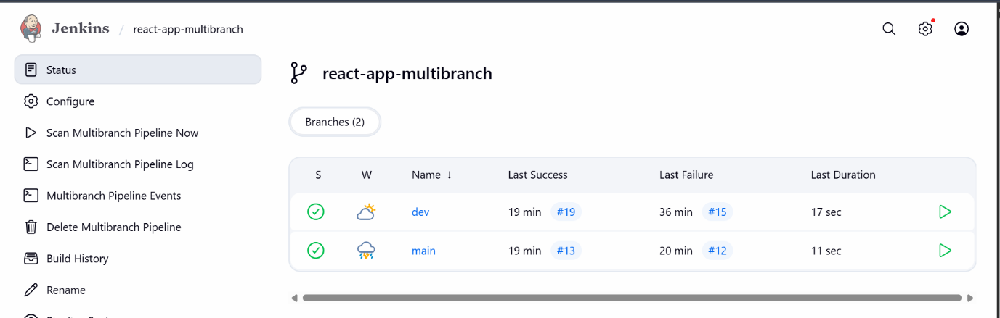 Jenkins / react-app-multibranch
Status
Configure
Scan Multibranch Pipeline Now
Scan Multibranch Pipeline Log
Multibranch Pipeline Events
Delete Multibranch Pipeline
Build History
Rename
react-app-multibranch
Branches (2)
S W Name ↓ Last Success Last Failure Last Duration
dev 19 min #19 36 min #15 17 sec
main 19 min #13 20 min #12 11 sec